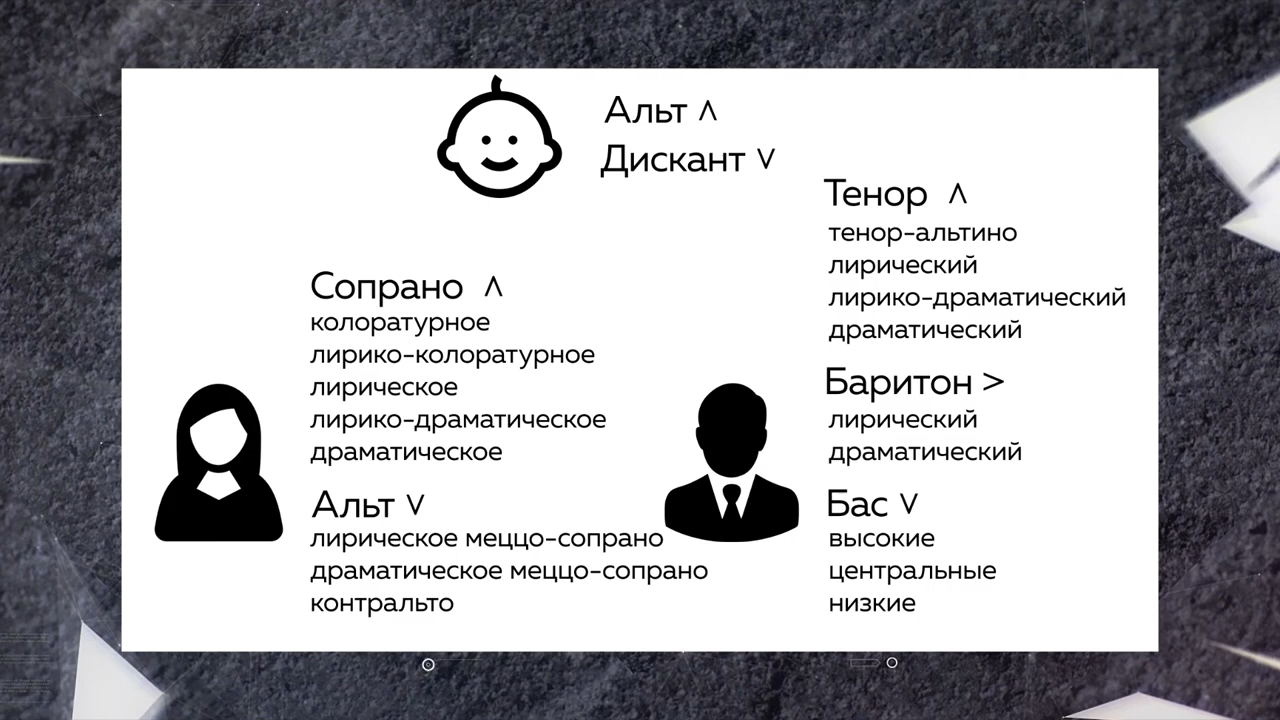 Альт ˄
Дискант ˅
Сопрано ˄
колоратурное
лирико-колоратурное
лирическое
лирико-драматическое
драматическое
Альт ˅
лирическое меццо-сопрано
драматическое меццо-сопрано
контральто
Тенор ˄
тенор-альтино
лирический
лирико-драматический
драматический
Баритон >
лирический
драматический
Бас ˅
высокие
центральные
низкие